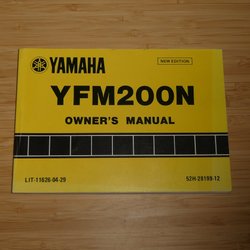 YAMAHA
NEW EDITION
YFM200N
OWNER'S MANUAL
LIT-11626-04-29
52H-28199-12